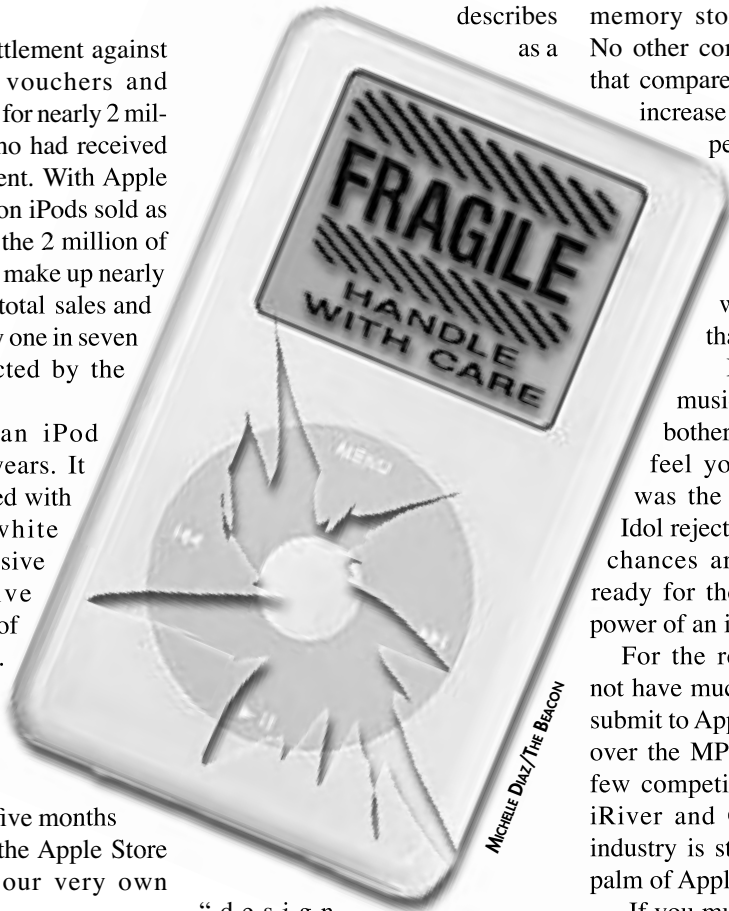 ttlement against
vouchers and
for nearly 2 mil-
ho had received
ent. With Apple
on iPods sold as
the 2 million of
make up nearly
total sales and
y one in seven
cted by the
an iPod
years. It
ed with
white
sive
ve
of
five months
the Apple Store
our very own
describes
as a
“design
FRAGILE
HANDLE
WITH CARE
MENU
MICHELLE DIAZ/THE BEACON
memory sto
No other con
that compare
increase
pe
w
tha
musi
bother
feel yo
was the
Idol reject
chances an
ready for the
power of an i
For the re
not have muc
submit to App
over the MP
few competi
iRiver and
industry is st
palm of Appl
If you mu